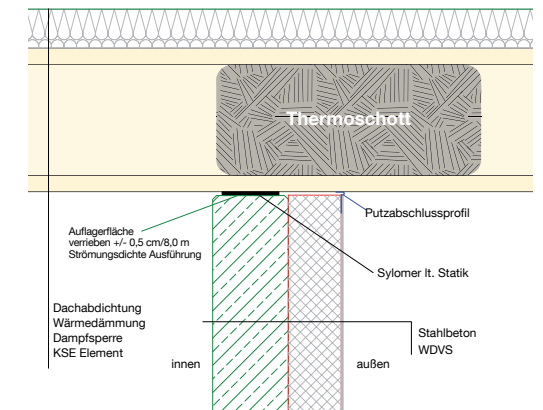 Thermoschott
Putzabschlussprofil
Auflagerfläche
verrieben +/- 0,5 cm/8,0 m
Strömungsdichte Ausführung
Sylomer lt. Statik
Dachabdichtung
Wärmedämmung
Dampfsperre
KSE Element
Stahlbeton
WDVS
innen
außen